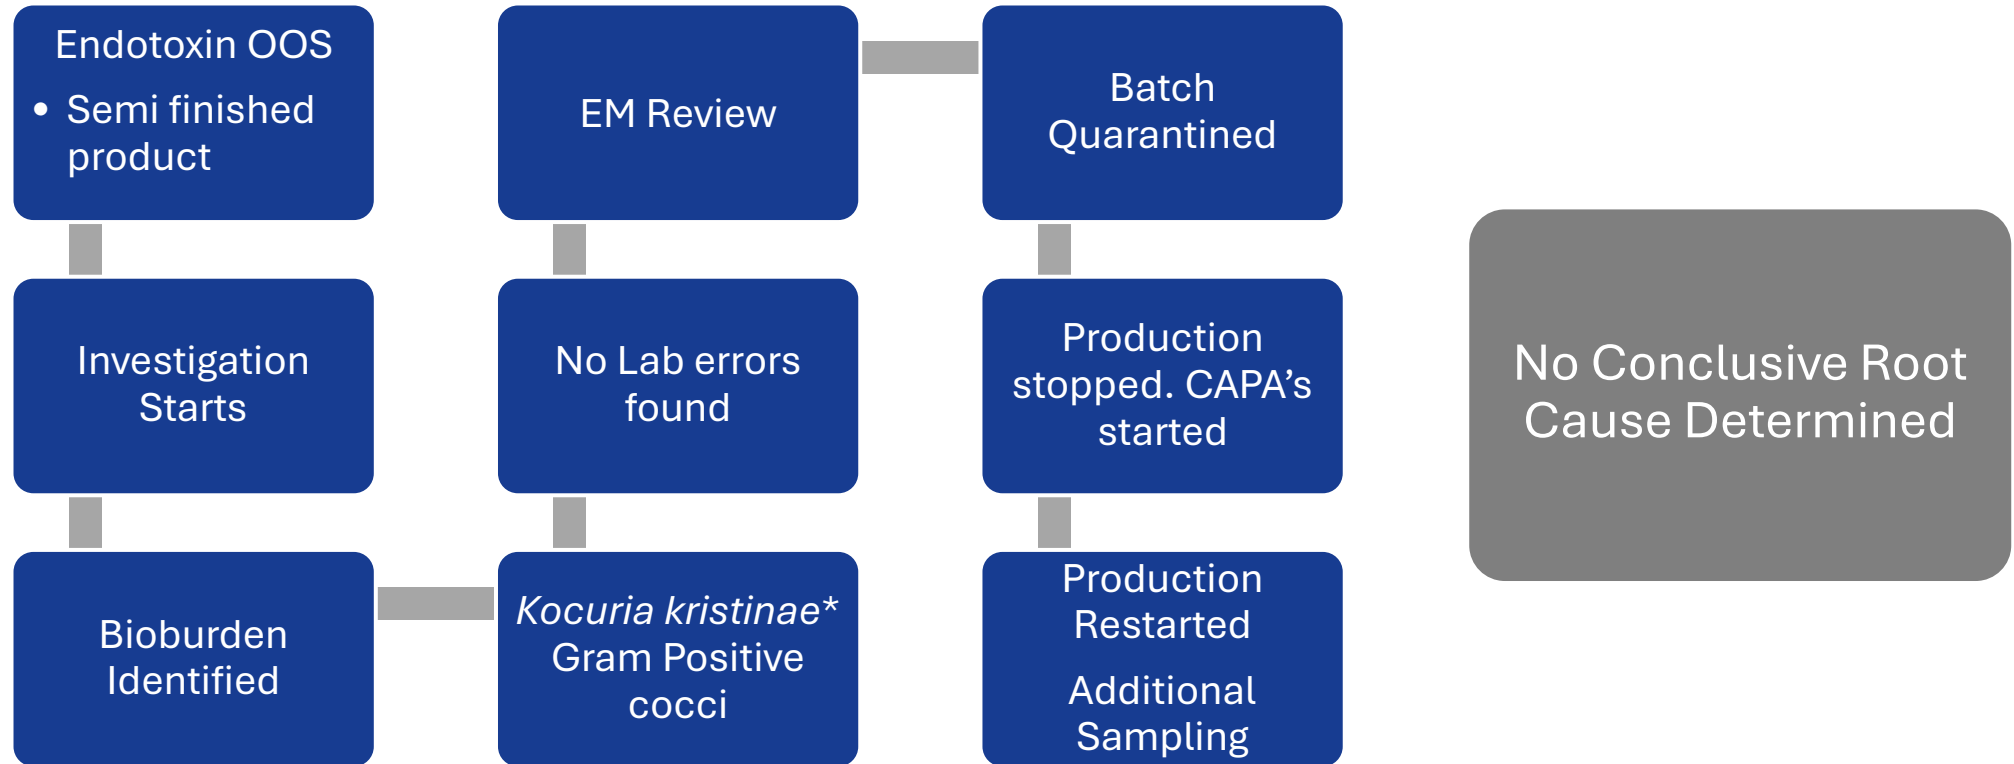 Endotoxin OOS
• Semi finished
product
Investigation
Starts
Bioburden
Identified
Kocuria kristinae*
Gram Positive
cocci
No Lab errors
found
EM Review
Batch
Quarantined
Production
stopped. CAPA’s
started
Production
Restarted
Additional
Sampling
No Conclusive Root
Cause Determined